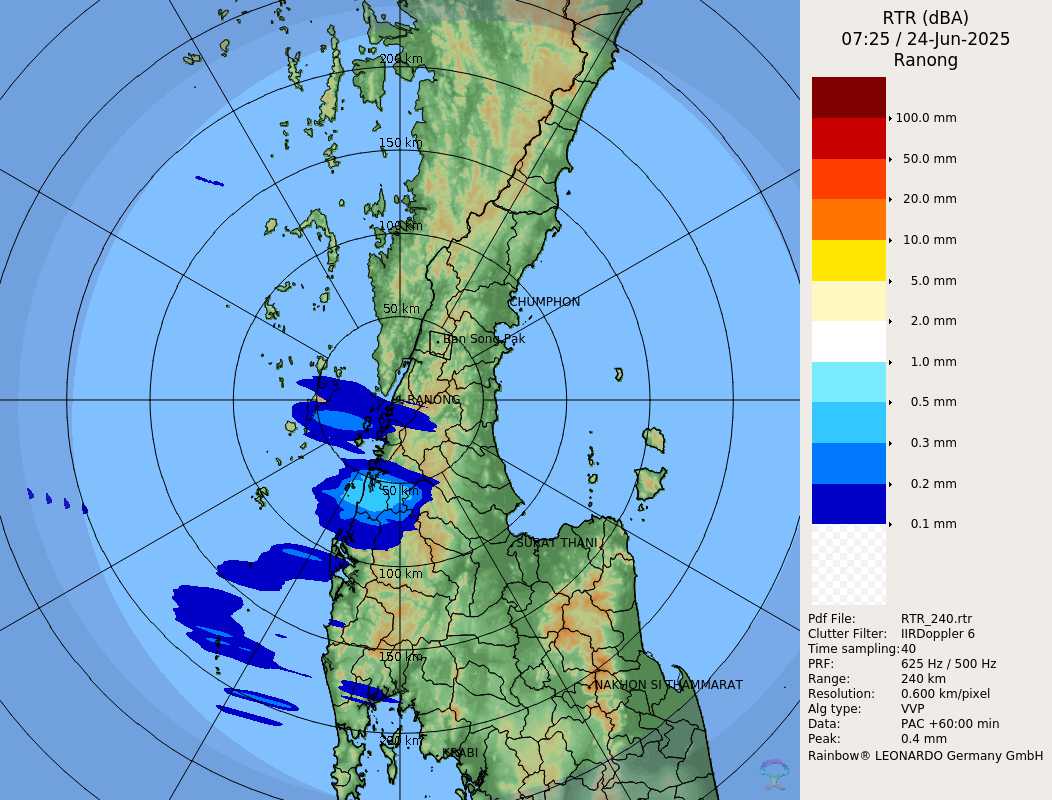 RTR (dBA)
07:25 / 24-Jun-2025
Ranong
100.0 mm
50.0 mm
20.0 mm
10.0 mm
5.0 mm
2.0 mm
1.0 mm
0.5 mm
0.3 mm
0.2 mm
0.1 mm
Pdf File: RTR_240.rtr
Clutter Filter: IIRDoppler 6
Time sampling:40
PRF: 625 Hz / 500 Hz
Range: 240 km
Resolution: 0.600 km/pixel
Alg type: VVP
Data: PAC +60:00 min
Peak: 0.4 mm
Rainbow® LEONARDO Germany GmbH
200 km
150 km
100 km
50 km
CHUMPHON
Ban Song Pak
RANONG
50 km
SURAT THANI
100 km
150 km
NAKHON SI THAMMARAT
200 km
KRABI